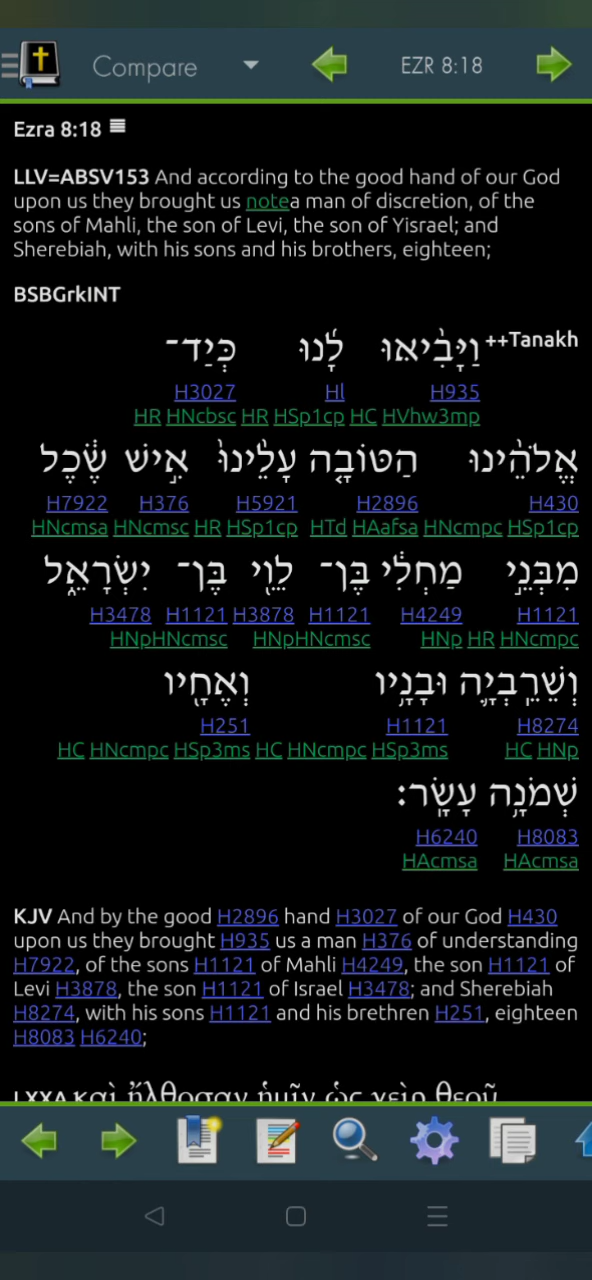 Compare
EZR 8:18
Ezra 8:18
LLV=ABSV153 And according to the good hand of our God
upon us they brought us notea man of discretion, of the
sons of Mahli, the son of Levi, the son of Yisrael; and
Sherebiah, with his sons and his brothers, eighteen;
BSBGrkINT
++Tanakh וַיָּבִ֨יאוּ לָ֜נוּ כְּיַד־
H3027 Hl H935
HR HNcbsc HR HSp1cp HC HVhw3mp
אֱלֹהֵ֨ינוּ הַטּוֹבָ֤ה עָלֵ֙ינוּ֙ אִ֣ישׁ שֶׂ֔כֶל
H7922 H376 H5921 H2896 H430
HNcmsa HNcmsc HR HSp1cp HTd HAafsa HNcmpc HSp1cp
מִבְּנֵ֣י מַחְלִ֔י בֶּן־ לֵוִ֖י בֶּן־ יִשְׂרָאֵ֑ל
H3478 H1121 H3878 H1121 H4249 H1121
HNpHNcmsc HNpHNcmsc HNp HR HNcmpc
וְשֵׁרֵֽבְיָ֛ה וּבָנָ֥יו וְאֶחָ֖יו
H251 H1121 H8274
HC HNcmpc HSp3ms HC HNcmpc HSp3ms HC HNp
שְׁמֹנָ֥ה עָשָֽׂר׃
H6240 H8083
HAcmsa HAcmsa
KJV And by the good H2896 hand H3027 of our God H430
upon us they brought H935 us a man H376 of understanding
H7922, of the sons H1121 of Mahli H4249, the son H1121 of
Levi H3878, the son H1121 of Israel H3478; and Sherebiah
H8274, with his sons H1121 and his brethren H251, eighteen
H8083 H6240;
LXXA καὶ ἤλθοσαν ἡμῖν ὡς χεὶρ θεοῦ